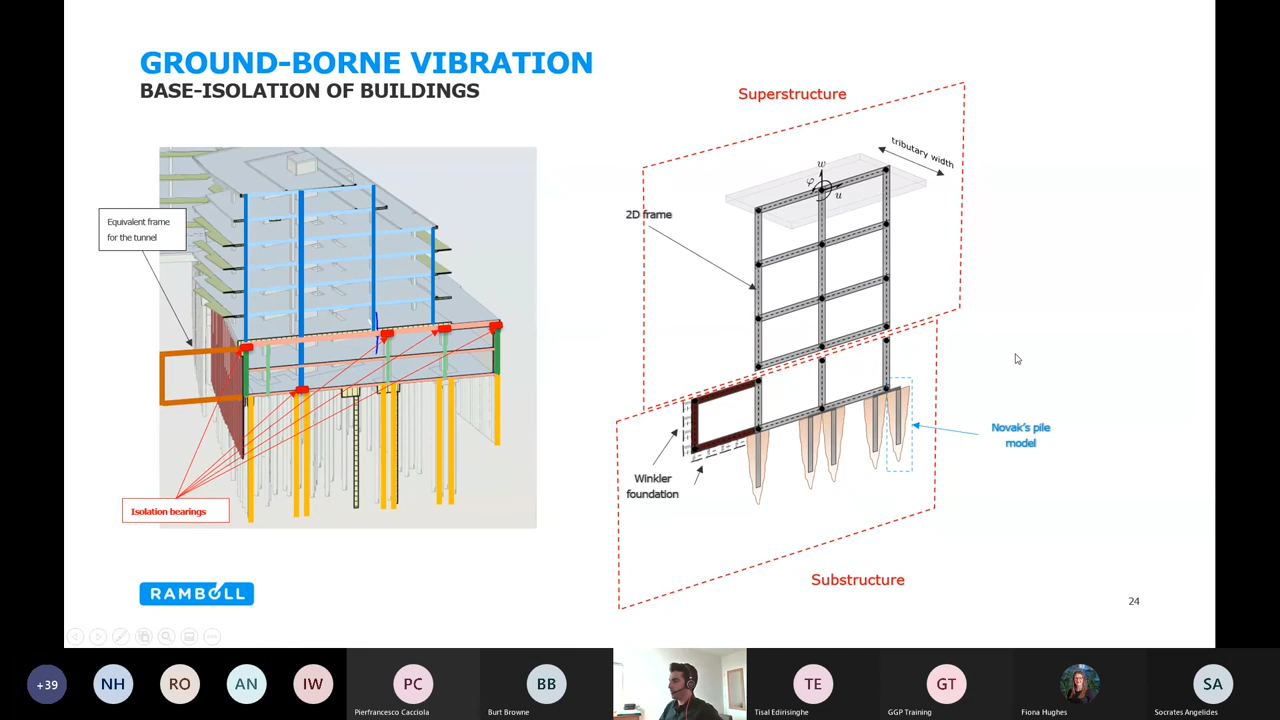 GROUND-BORNE VIBRATION
BASE-ISOLATION OF BUILDINGS
Equivalent frame
for the tunnel
Isolation bearings
Superstructure
tributary width
w
φ
u
2D frame
Winkler
foundation
Novak's pile
model
Substructure
RAMBOLL
24
+39
NH
RO
AN
IW
PC
Pierfrancesco Cacciola
BB
Burt Browne
TE
Tisal Edirisinghe
GT
GGP Training
Fiona Hughes
SA
Socrates Angelides